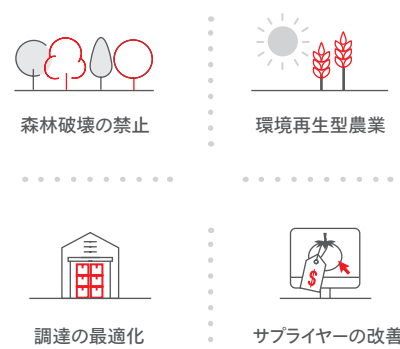 森林破壊の禁止
環境再生型農業
$
調達の最適化
サプライヤーの改善